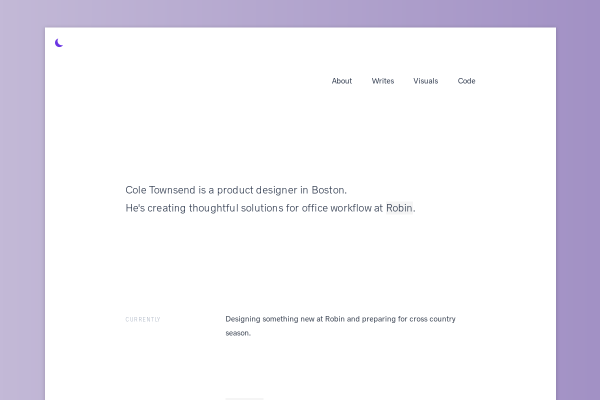 About Writes Visuals Code
Cole Townsend is a product designer in Boston.
He's creating thoughtful solutions for office workflow at Robin.
CURRENTLY
Designing something new at Robin and preparing for cross country
season.